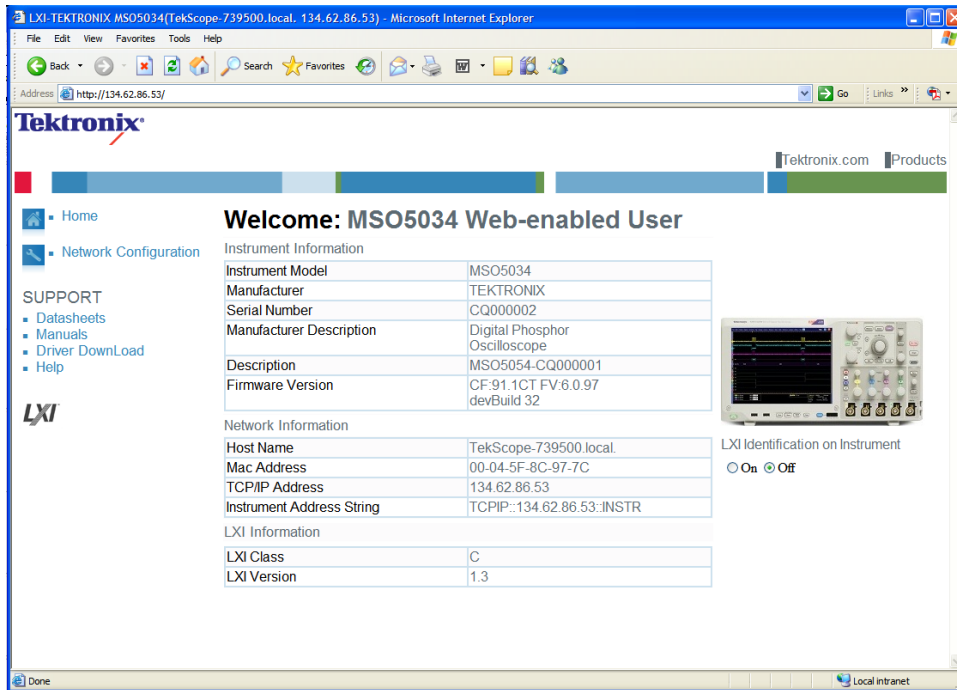 LXI-TEKTRONIX MSO5034(TekScope-739500.local. 134.62.86.53) - Microsoft Internet Explorer
File Edit View Favorites Tools Help
Back Search Favorites
Address http://134.62.86.53/ Go Links »
Tektronix
Tektronix.com Products
Home
Network Configuration
SUPPORT
Datasheets
Manuals
Driver DownLoad
Help
LXI
Welcome: MSO5034 Web-enabled User
Instrument Information
Instrument Model MSO5034
Manufacturer TEKTRONIX
Serial Number CQ000002
Manufacturer Description Digital Phosphor
Oscilloscope
Description MSO5054-CQ000001
Firmware Version CF:91.1CT FV:6.0.97
devBuild 32
Network Information
Host Name TekScope-739500.local.
Mac Address 00-04-5F-8C-97-7C
TCP/IP Address 134.62.86.53
Instrument Address String TCPIP::134.62.86.53::INSTR
LXI Information
LXI Class C
LXI Version 1.3
LXI Identification on Instrument
On Off
Done Local intranet